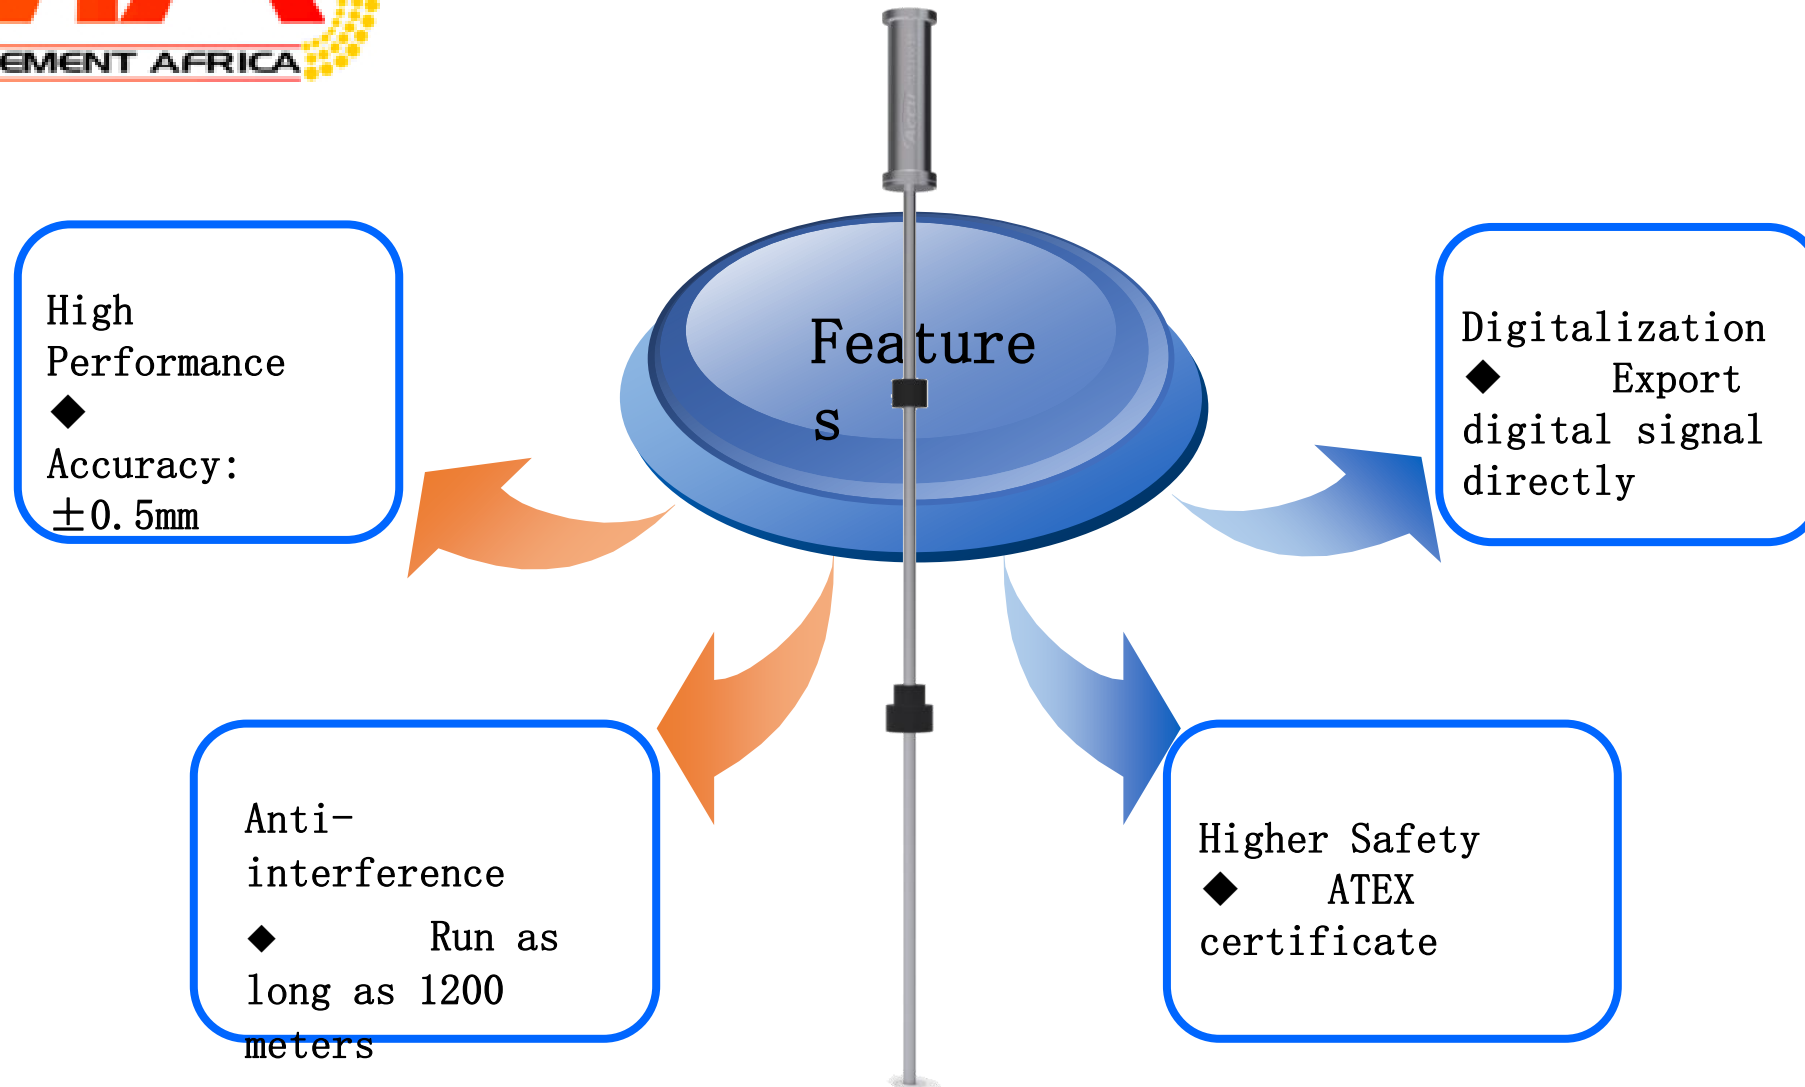 EMENT AFRICA
Accu
Feature
s
High
Performance
◆
Accuracy:
±0.5mm
Digitalization
◆ Export
digital signal
directly
Anti-
interference
◆ Run as
long as 1200
meters
Higher Safety
◆ ATEX
certificate